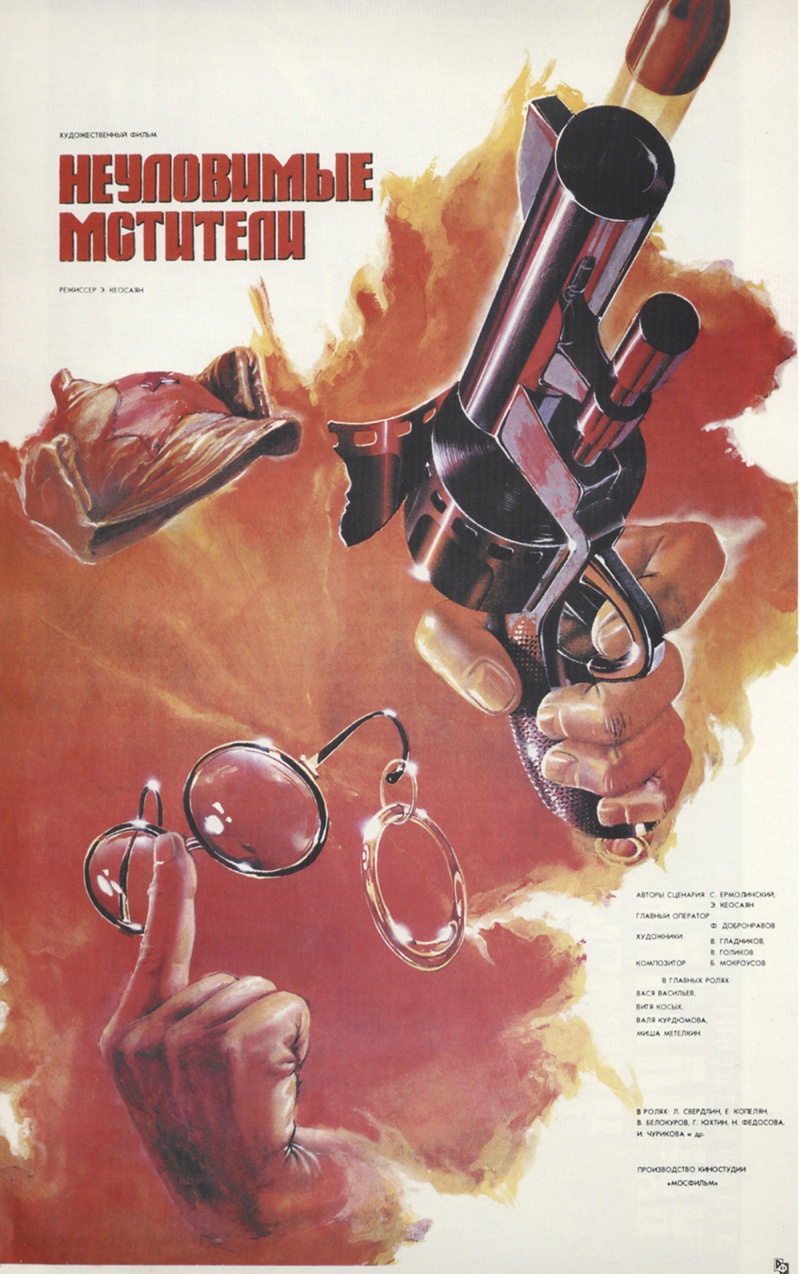 ХУДОЖЕСТВЕННЫЙ ФИЛЬМ
НЕУЛОВИМЫЕ
МСТИТЕЛИ
РЕЖИССЕР Э. КЕОСАЯН
АВТОРЫ СЦЕНАРИЯ С. ЕРМОЛИНСКИЙ,
Э. КЕОСАЯН
ГЛАВНЫЙ ОПЕРАТОР
Ф. ДОБРОНРАВОВ
ХУДОЖНИКИ:
В. ГЛАДНИКОВ,
В. ГОЛИКОВ
КОМПОЗИТОР Б. МОКРОУСОВ
В ГЛАВНЫХ РОЛЯХ:
ВАСЯ ВАСИЛЬЕВ,
ВИТЯ КОСЫХ,
ВАЛЯ КУРДЮМОВА,
МИША МЕТЕЛКИН
В РОЛЯХ: Л. СВЕРДЛИН, Е. КОПЕЛЯН,
В. БЕЛОКУРОВ, Г. ЮХТИН, Н. ФЕДОСОВА,
И. ЧУРИКОВА и др.
ПРОИЗВОДСТВО КИНОСТУДИИ
«МОСФИЛЬМ»